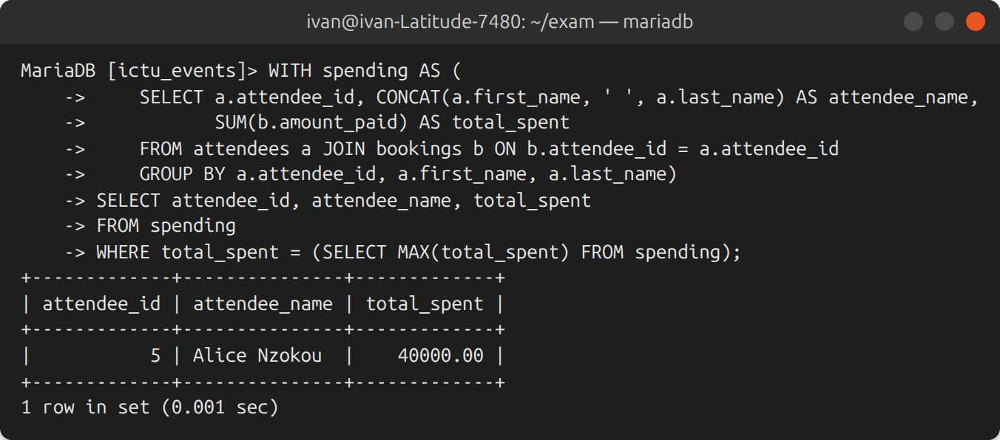 ivan@ivan-Latitude-7480: ~/exam — mariadb
MariaDB [ictu_events]> WITH spending AS (
    ->     SELECT a.attendee_id, CONCAT(a.first_name, ' ', a.last_name) AS attendee_name,
    ->            SUM(b.amount_paid) AS total_spent
    ->     FROM attendees a JOIN bookings b ON b.attendee_id = a.attendee_id
    ->     GROUP BY a.attendee_id, a.first_name, a.last_name)
    -> SELECT attendee_id, attendee_name, total_spent
    -> FROM spending
    -> WHERE total_spent = (SELECT MAX(total_spent) FROM spending);
+-------------+---------------+-------------+
| attendee_id | attendee_name | total_spent |
+-------------+---------------+-------------+
|           5 | Alice Nzokou  |    40000.00 |
+-------------+---------------+-------------+
1 row in set (0.001 sec)